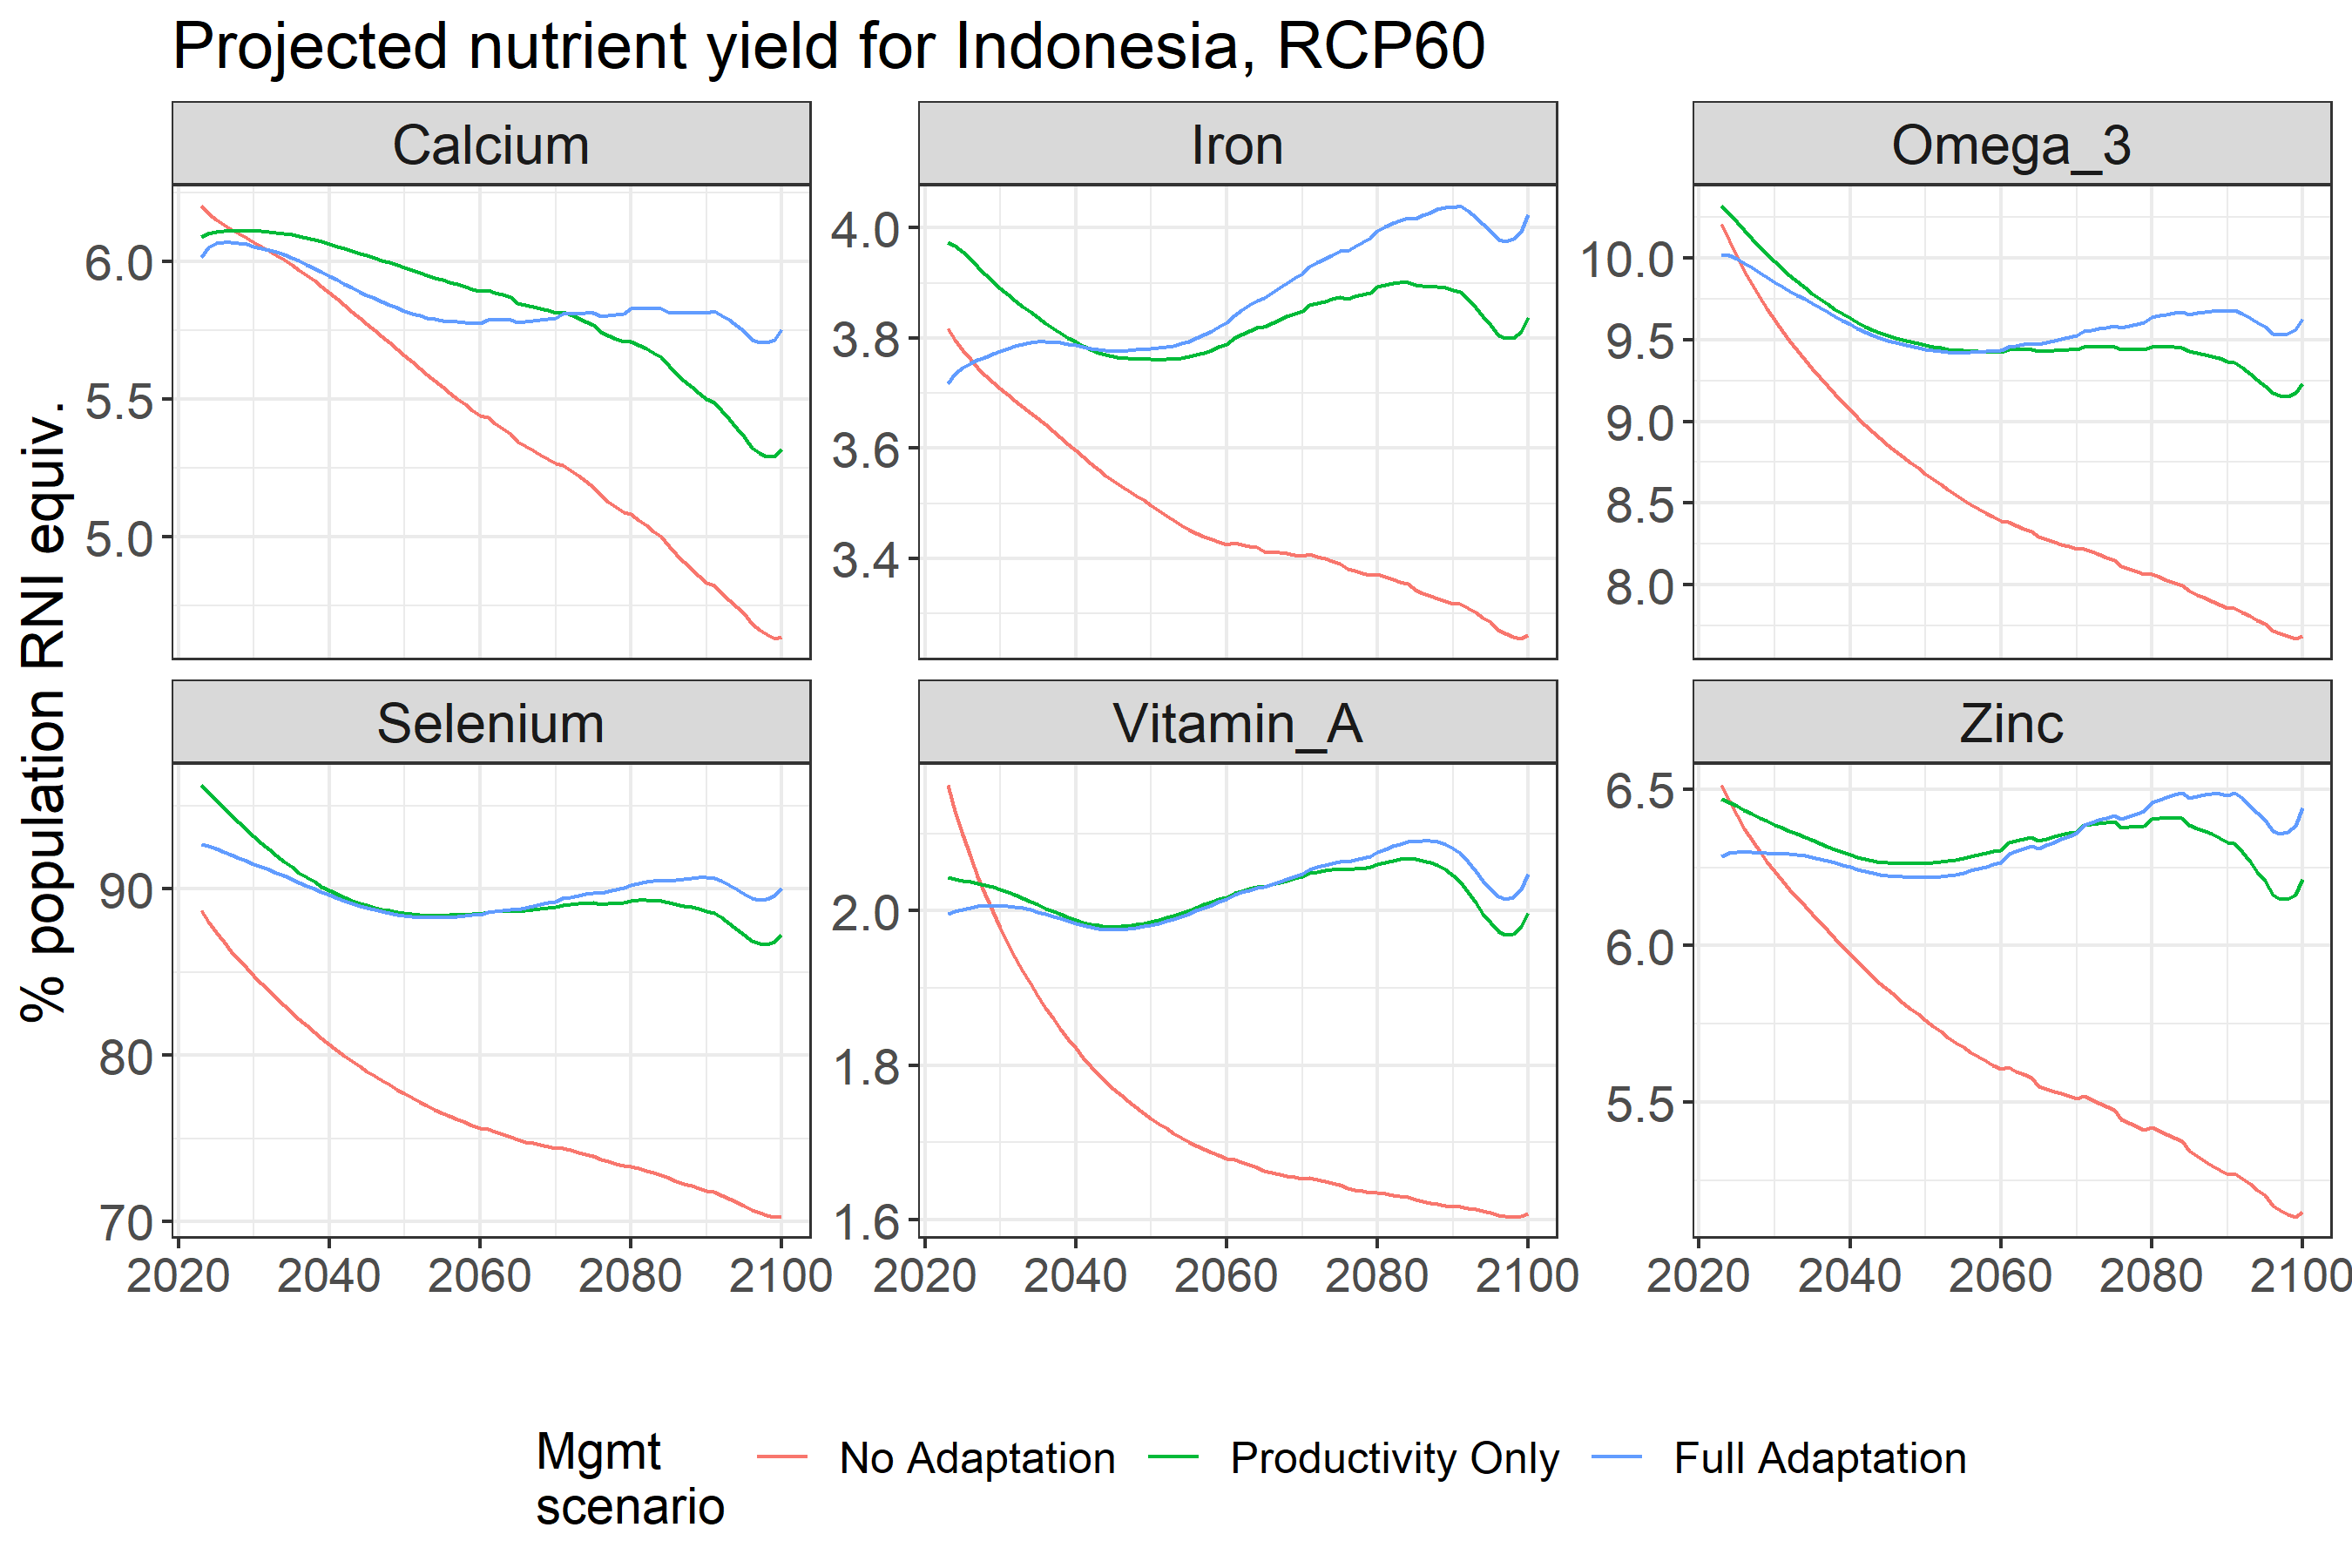 Projected nutrient yield for Indonesia, RCP60
% population RNI equiv.
Calcium
6.0
5.5
5.0
Iron
4.0
3.8
3.6
3.4
Omega_3
10.0
9.5
9.0
8.5
8.0
Selenium
90
80
70
2020 2040 2060 2080 2100
Vitamin_A
2.0
1.8
1.6
2020 2040 2060 2080 2100
Zinc
6.5
6.0
5.5
2020 2040 2060 2080 2100
Mgmt
scenario
No Adaptation Productivity Only Full Adaptation